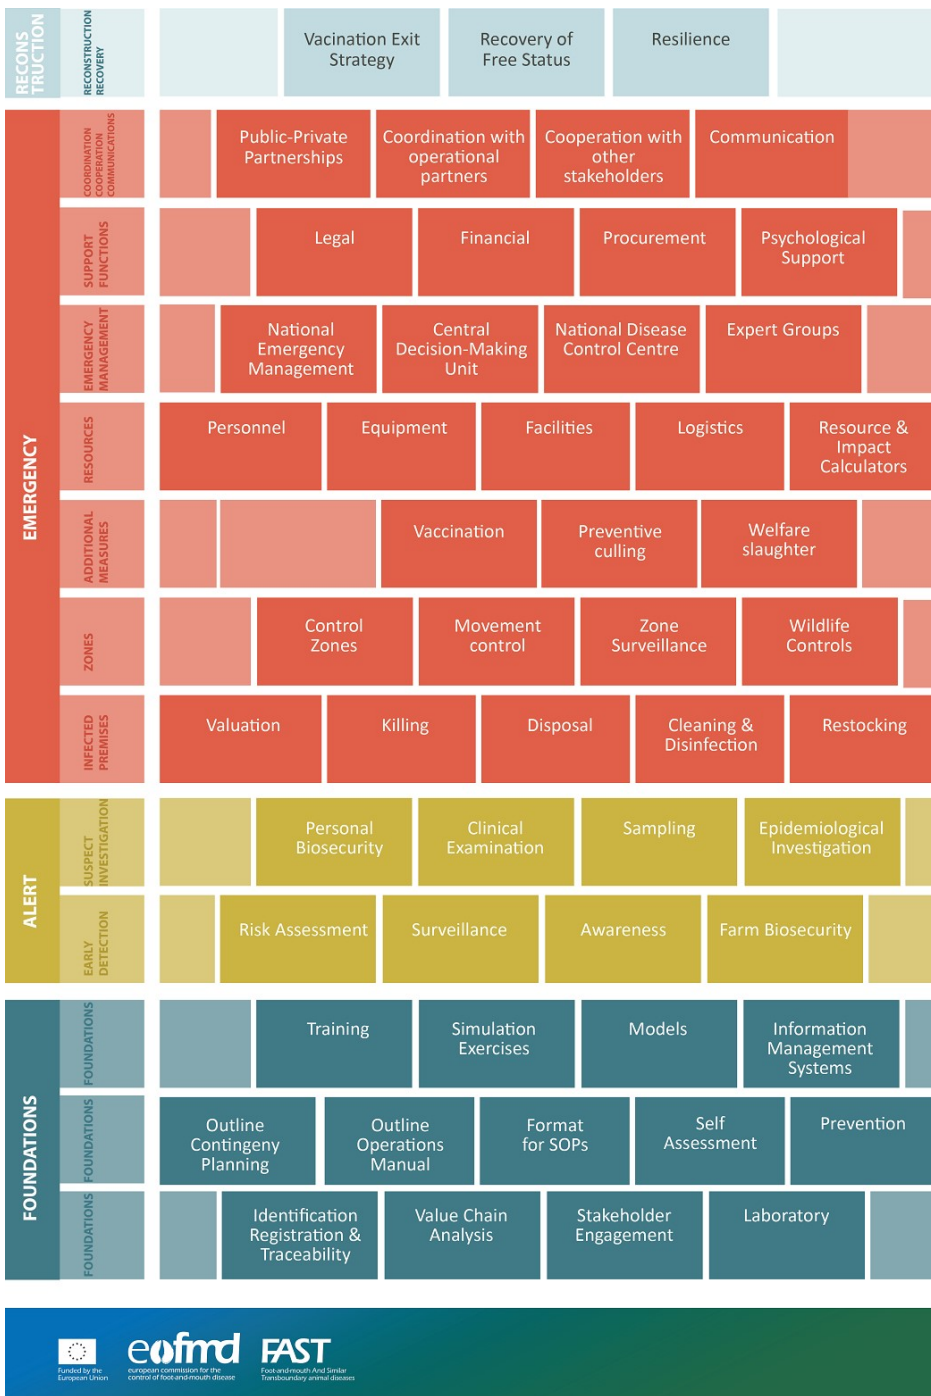 RECONS
TRUCTION
RECONSTRUCTION
RECOVERY
Vacination Exit
Strategy
Recovery of
Free Status
Resilience
EMERGENCY
COORDINATION
COOPERATION
COMMUNICATIONS
Public-Private
Partnerships
Coordination with
operational
partners
Cooperation with
other
stakeholders
Communication
SUPPORT
FUNCTIONS
Legal
Financial
Procurement
Psychological
Support
EMERGENCY
MANAGEMENT
National
Emergency
Management
Central
Decision-Making
Unit
National Disease
Control Centre
Expert Groups
RESOURCES
Personnel
Equipment
Facilities
Logistics
Resource &
Impact
Calculators
ADDITIONAL
MEASURES
Vaccination
Preventive
culling
Welfare
slaughter
ZONES
Control
Zones
Movement
control
Zone
Surveillance
Wildlife
Controls
INFECTED
PREMISES
Valuation
Killing
Disposal
Cleaning &
Disinfection
Restocking
ALERT
SUSPECT
INVESTIGATION
Personal
Biosecurity
Clinical
Examination
Sampling
Epidemiological
Investigation
EARLY
DETECTION
Risk Assessment
Surveillance
Awareness
Farm Biosecurity
FOUNDATIONS
FOUNDATIONS
Training
Simulation
Exercises
Models
Information
Management
Systems
FOUNDATIONS
Outline
Contingeny
Planning
Outline
Operations
Manual
Format
for SOPs
Self
Assessment
Prevention
FOUNDATIONS
Identification
Registration &
Traceability
Value Chain
Analysis
Stakeholder
Engagement
Laboratory
Funded by the
European Union
eofmd
european commission for the
control of foot-and-mouth disease
FAST
Foot-and-mouth And Similar
Transboundary animal diseases